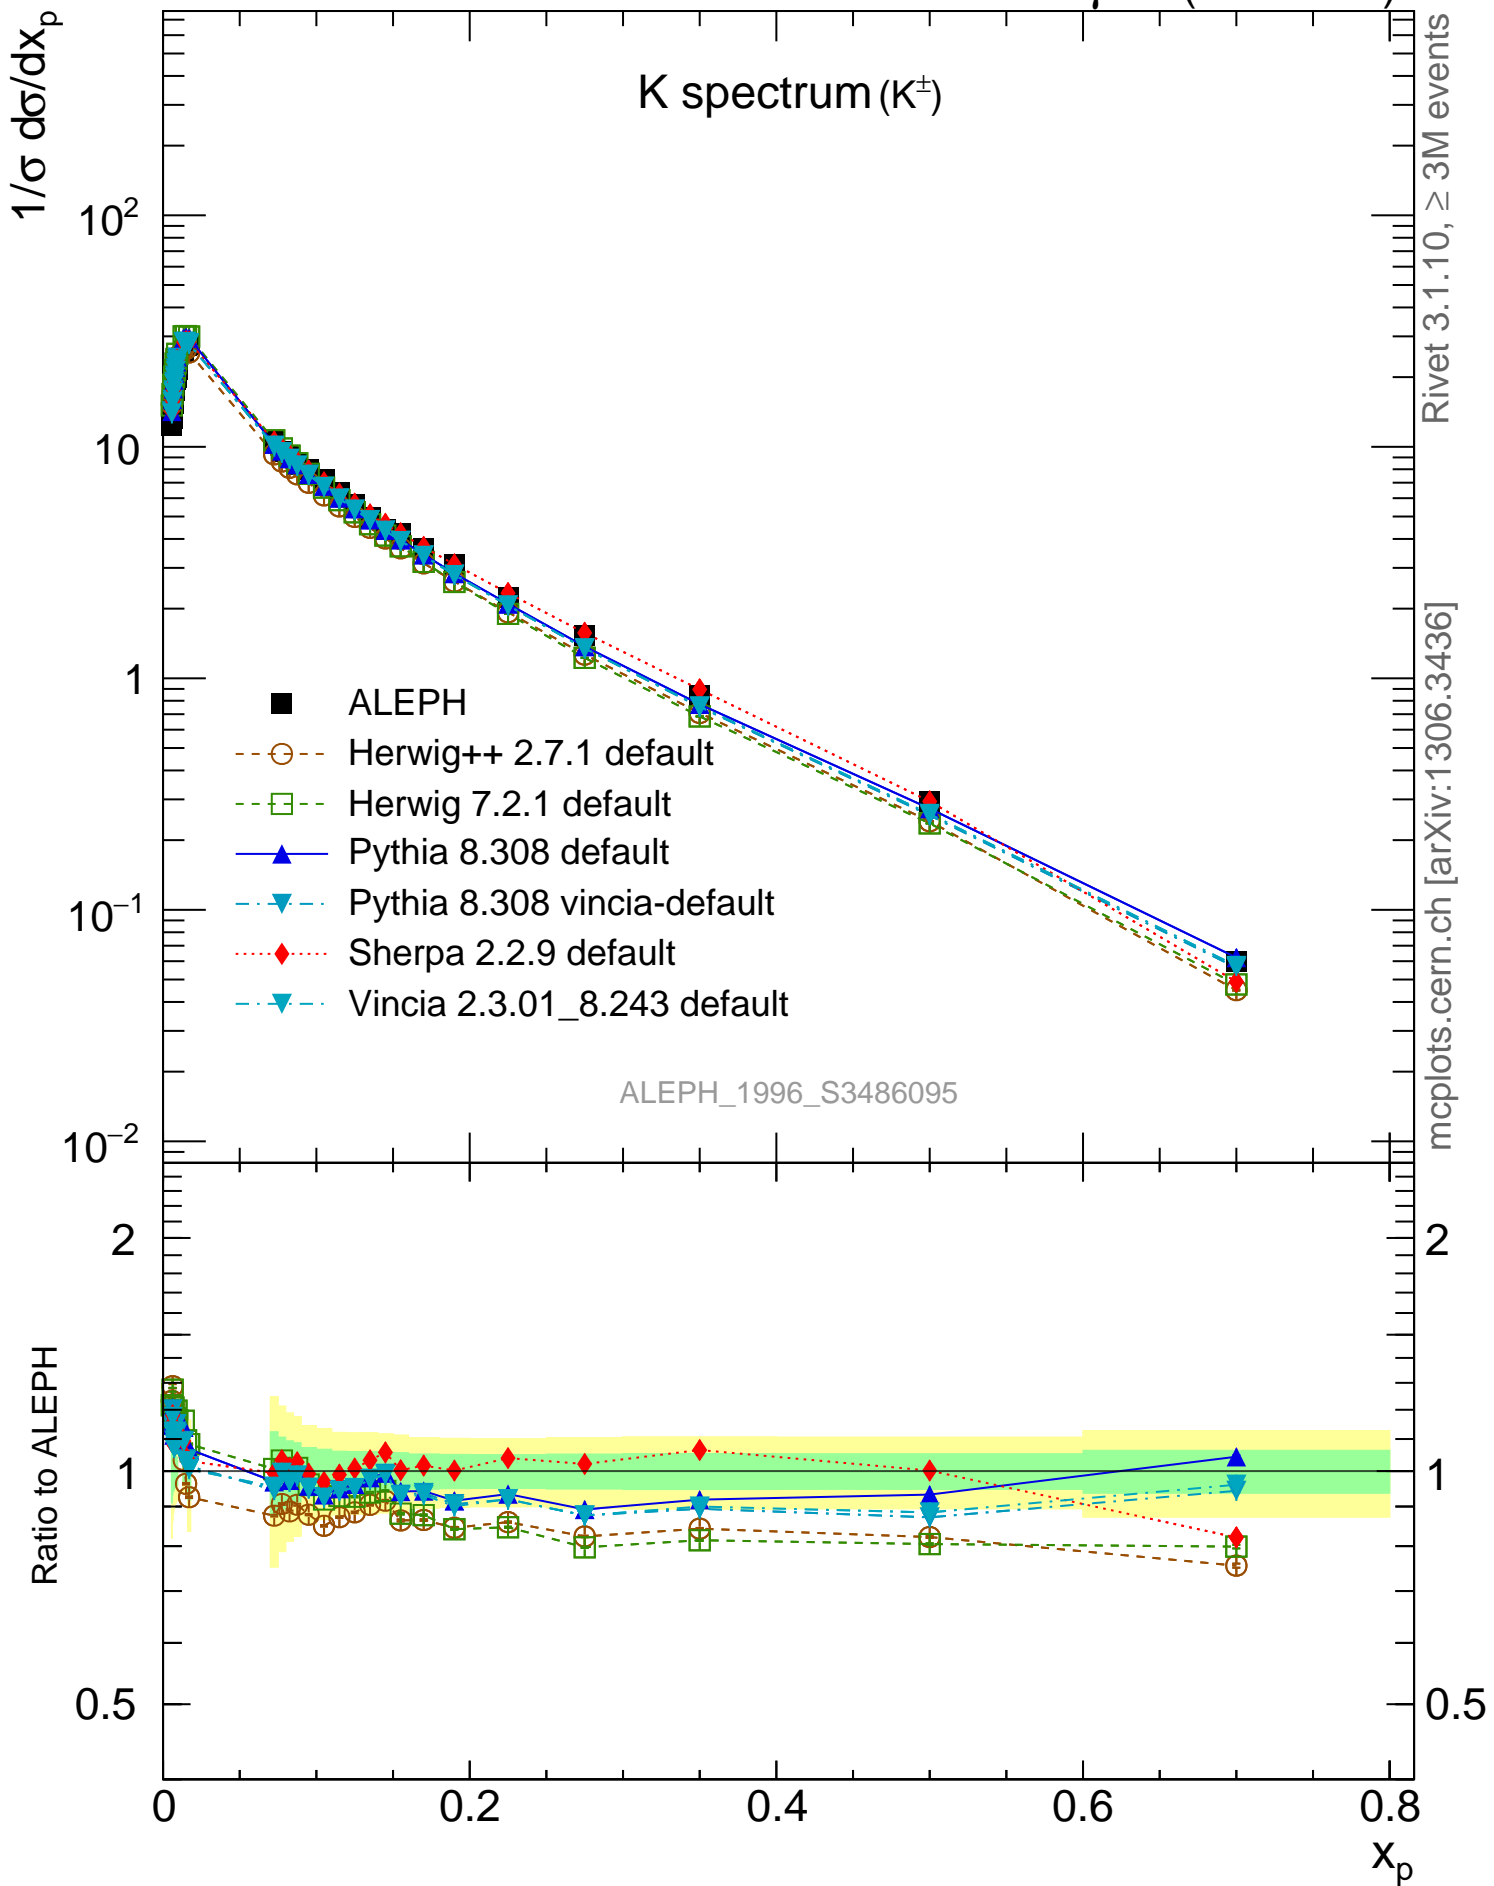 1/σ dσ/dxp
K spectrum (K±)
10²
10
1
10⁻¹
10⁻²
ALEPH
Herwig++ 2.7.1 default
Herwig 7.2.1 default
Pythia 8.308 default
Pythia 8.308 vincia-default
Sherpa 2.2.9 default
Vincia 2.3.01_8.243 default
ALEPH_1996_S3486095
Rivet 3.1.10, ≥ 3M events
mcplots.cern.ch [arXiv:1306.3436]
Ratio to ALEPH
2
1
0.5
2
1
0.5
0
0.2
0.4
0.6
0.8
xp